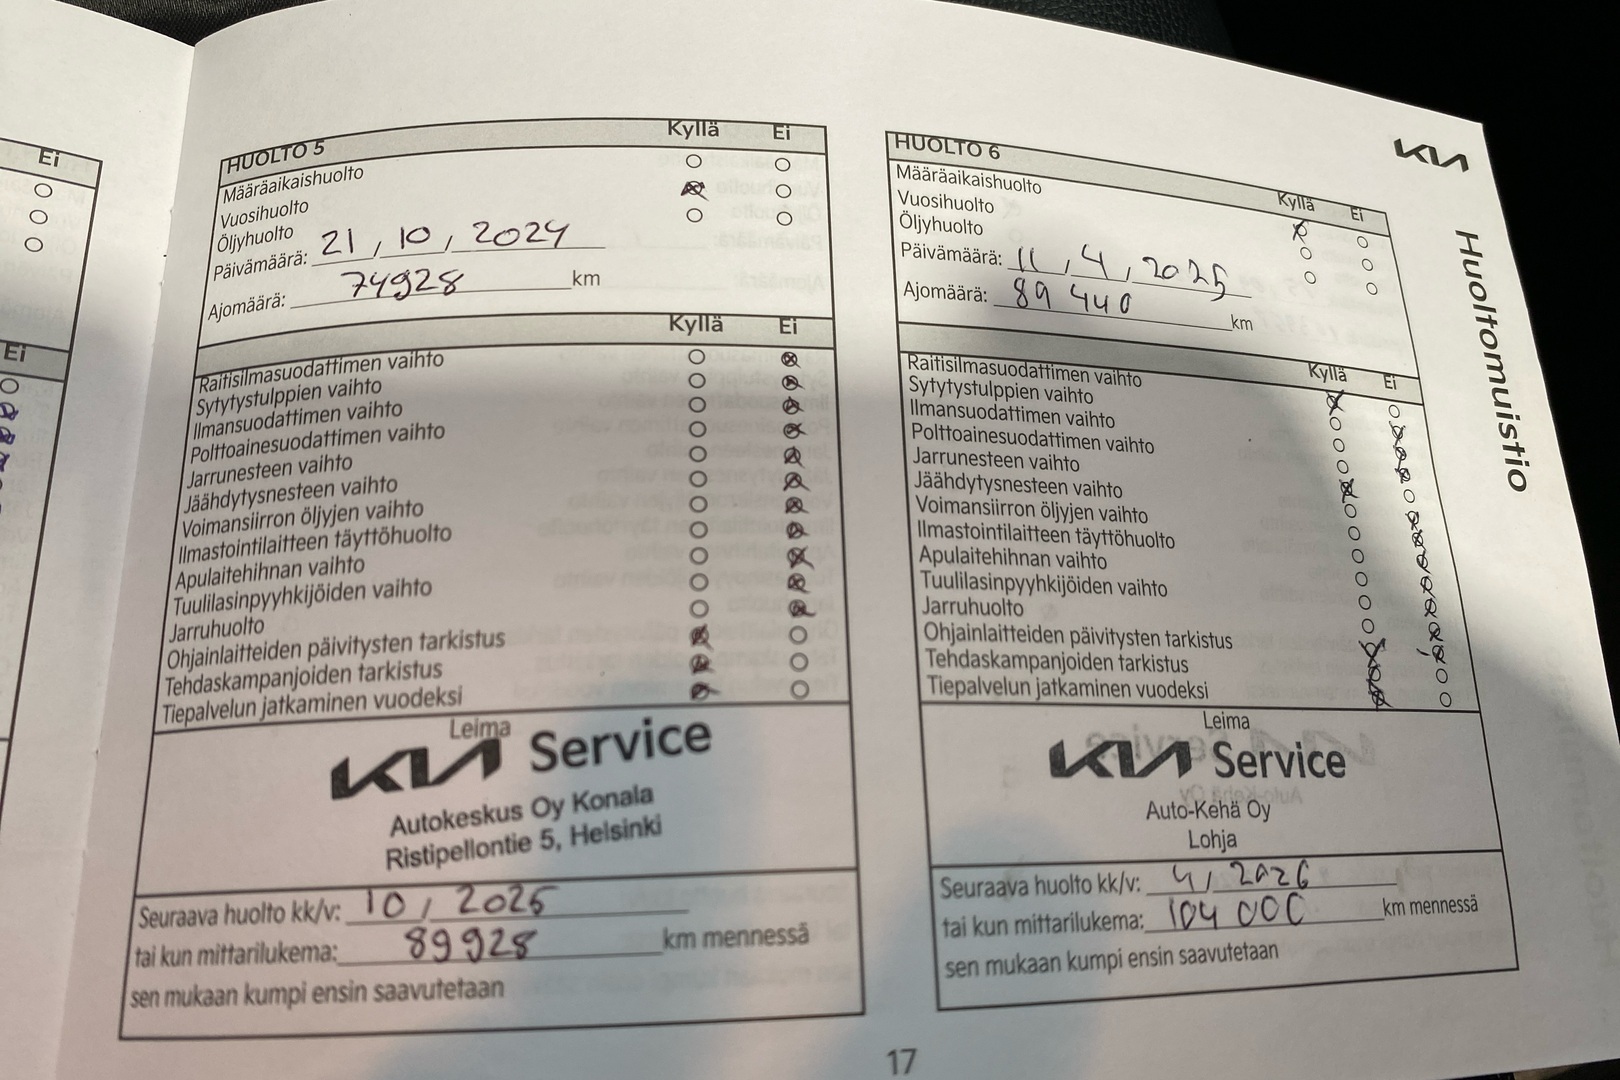 Ei
Ei
HUOLTO 5
Kyllä Ei
Määräaikaishuolto
Vuosihuolto
Öljyhuolto
Päivämäärä: 21, 10, 2024
Ajomäärä: 74928 km
Kyllä Ei
Raitisilmasuodattimen vaihto
Sytytystulppien vaihto
Ilmansuodattimen vaihto
Polttoainesuodattimen vaihto
Jarrunesteen vaihto
Jäähdytysnesteen vaihto
Voimansiirron öljyjen vaihto
Ilmastointilaitteen täyttöhuolto
Apulaitehihnan vaihto
Tuulilasinpyyhkijöiden vaihto
Jarruhuolto
Ohjainlaitteiden päivitysten tarkistus
Tehdaskampanjoiden tarkistus
Tiepalvelun jatkaminen vuodeksi
Leima
KIA Service
Autokeskus Oy Konala
Ristipellontie 5, Helsinki
Seuraava huolto kk/v: 10, 2025
tai kun mittarilukema: 89928 km mennessä
sen mukaan kumpi ensin saavutetaan
HUOLTO 6
Kyllä Ei
Määräaikaishuolto
Vuosihuolto
Öljyhuolto
Päivämäärä: 11, 4, 2025
Ajomäärä: 89 440 km
Kyllä Ei
Raitisilmasuodattimen vaihto
Sytytystulppien vaihto
Ilmansuodattimen vaihto
Polttoainesuodattimen vaihto
Jarrunesteen vaihto
Jäähdytysnesteen vaihto
Voimansiirron öljyjen vaihto
Ilmastointilaitteen täyttöhuolto
Apulaitehihnan vaihto
Tuulilasinpyyhkijöiden vaihto
Jarruhuolto
Ohjainlaitteiden päivitysten tarkistus
Tehdaskampanjoiden tarkistus
Tiepalvelun jatkaminen vuodeksi
Leima
KIA Service
Auto-Kehä Oy
Lohja
Seuraava huolto kk/v: 4, 2026
tai kun mittarilukema: 104 000 km mennessä
sen mukaan kumpi ensin saavutetaan
KIA
Huoltomuistio
17